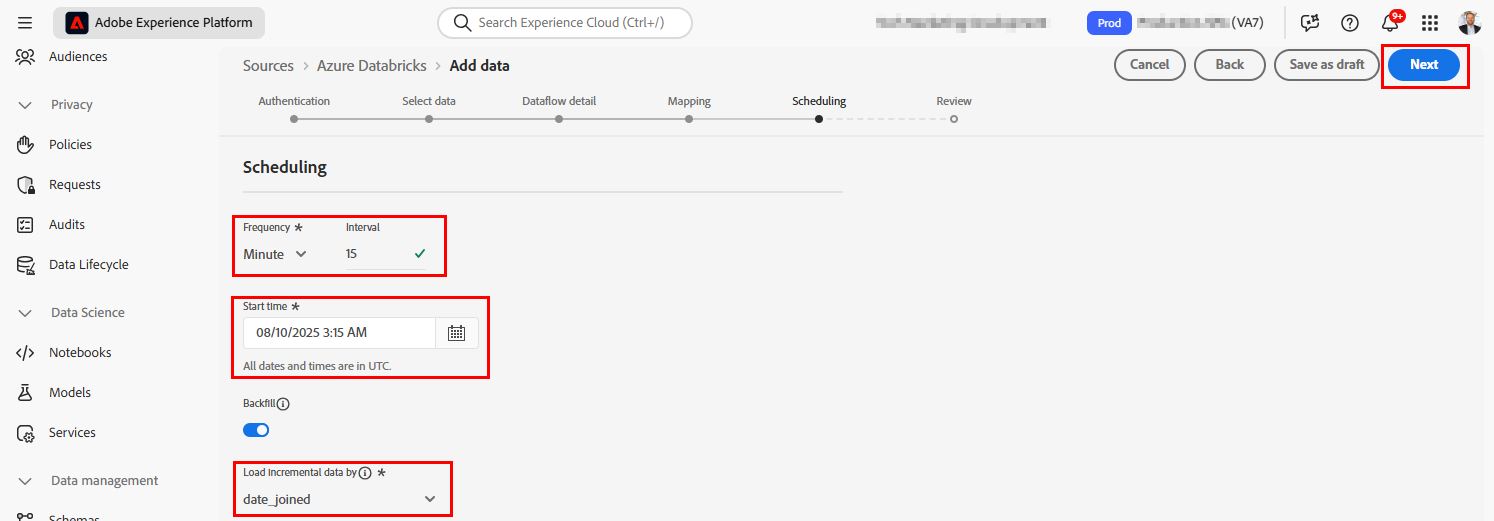 Adobe Experience Platform
Search Experience Cloud (Ctrl+/)
Prod
(VA7)
9+
Audiences
Privacy
Policies
Requests
Audits
Data Lifecycle
Data Science
Notebooks
Models
Services
Data management
Schemas
Sources > Azure Databricks > Add data
Cancel
Back
Save as draft
Next
Authentication
Select data
Dataflow detail
Mapping
Scheduling
Review
Scheduling
Frequency *
Interval
Minute
15
Start time *
08/10/2025 3:15 AM
All dates and times are in UTC.
Backfill
Load incremental data by *
date_joined